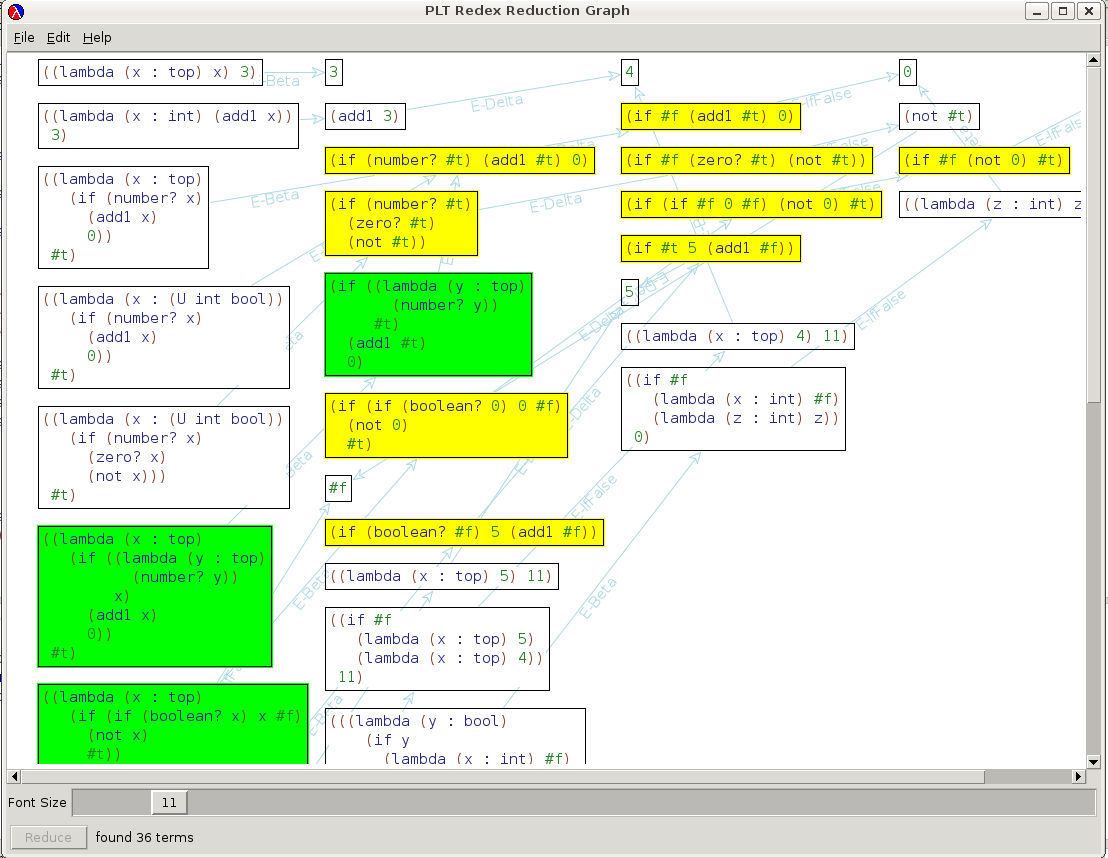 PLT Redex Reduction Graph
File Edit Help
((lambda (x : top) x) 3)
E-Beta
((lambda (x : int) (add1 x))
3)
((lambda (x : top)
(if (number? x)
(add1 x)
0))
#t)
E-Beta
((lambda (x : (U int bool))
(if (number? x)
(add1 x)
0))
#t)
((lambda (x : (U int bool))
(if (number? x)
(zero? x)
(not x)))
#t)
((lambda (x : top)
(if ((lambda (y : top)
(number? y))
x)
(add1 x)
0))
#t)
((lambda (x : top)
(if (if (boolean? x) x #f)
(not x)
#t))
3
(add1 3)
E-Delta
(if (number? #t) (add1 #t) 0)
(if (number? #t)
(zero? #t)
(not #t))
E-Delta
(if ((lambda (y : top)
(number? y))
#t)
(add1 #t)
0)
(if (if (boolean? 0) 0 #f)
(not 0)
#t)
#f
(if (boolean? #f) 5 (add1 #f))
((lambda (x : top) 5) 11)
((if #f
(lambda (x : top) 5)
(lambda (x : top) 4))
11)
(((lambda (y : bool)
(if y
(lambda (x : int) #f)
E-Beta
E-Beta
E-IfFalse
4
(if #f (add1 #t) 0)
(if #f (zero? #t) (not #t))
(if (if #f 0 #f) (not 0) #t)
(if #t 5 (add1 #f))
5
((lambda (x : top) 4) 11)
((if #f
(lambda (x : int) #f)
(lambda (z : int) z))
0)
E-IfFalse
0
(not #t)
(if #f (not 0) #t)
((lambda (z : int) z
Font Size 11
Reduce found 36 terms